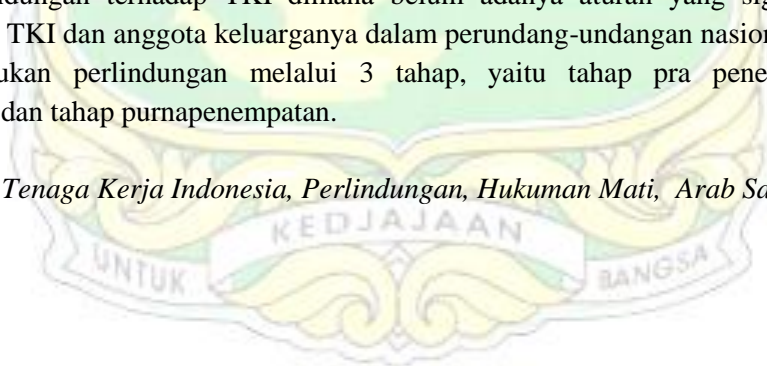 ndungan terhadap TKI dimana belum adanya aturan yang sig
TKI dan anggota keluarganya dalam perundang-undangan nasion
ukan perlindungan melalui 3 tahap, yaitu tahap pra pene
dan tahap purnapenempatan.
Tenaga Kerja Indonesia, Perlindungan, Hukuman Mati, Arab Sa
UNTUK KEDJAJAAN BANGSA